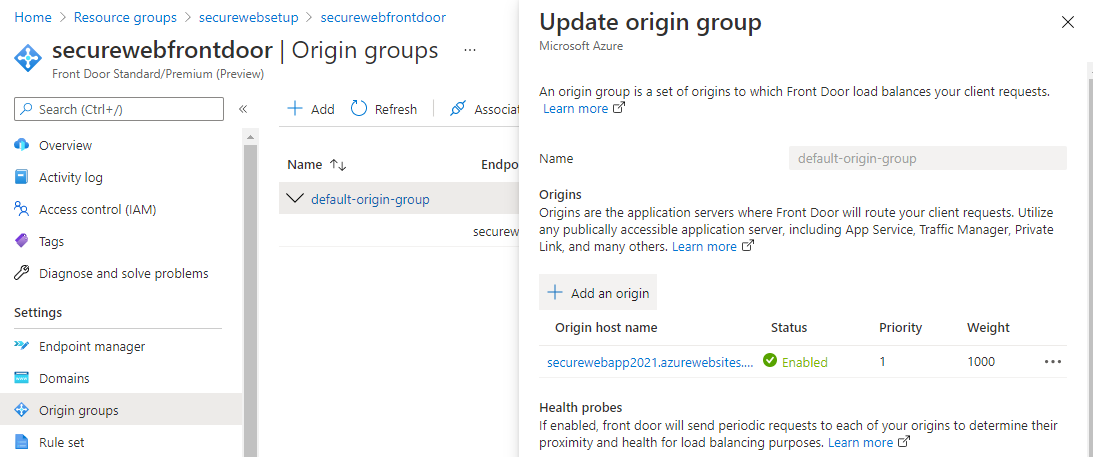 Home > Resource groups > securewebsetup > securewebfrontdoor
securewebfrontdoor | Origin groups ...
Front Door Standard/Premium (Preview)
Search (Ctrl+/)
«
Overview
Activity log
Access control (IAM)
Tags
Diagnose and solve problems
Settings
Endpoint manager
Domains
Origin groups
Rule set
+ Add
Refresh
Associat
Name ↑↓
Endpo
default-origin-group
securew
Update origin group
Microsoft Azure
An origin group is a set of origins to which Front Door load balances your client requests.
Learn more
Name
default-origin-group
Origins
Origins are the application servers where Front Door will route your client requests. Utilize
any publically accessible application server, including App Service, Traffic Manager, Private
Link, and many others. Learn more
+ Add an origin
Origin host name Status Priority Weight
securewebapp2021.azurewebsites.... Enabled 1 1000 ...
Health probes
If enabled, front door will send periodic requests to each of your origins to determine their
proximity and health for load balancing purposes. Learn more